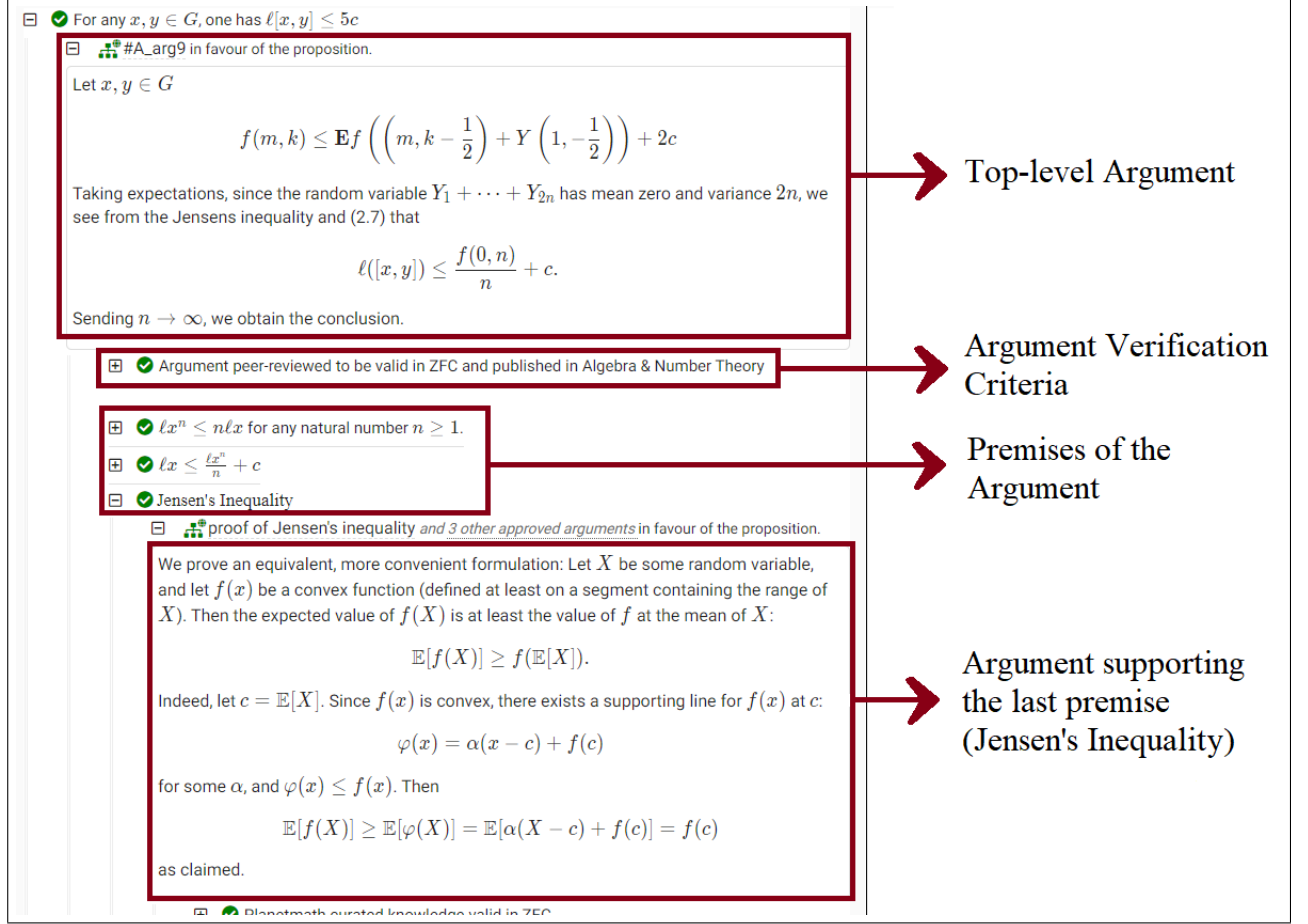 For any x, y ∈ G, one has ℓ[x, y] ≤ 5c
#A_arg9 in favour of the proposition.
Let x, y ∈ G
f(m, k) ≤ Ef((m, k − 1/2) + Y(1, −1/2)) + 2c
Taking expectations, since the random variable Y₁ + ⋯ + Y₂ₙ has mean zero and variance 2n, we
see from the Jensens inequality and (2.7) that
ℓ([x, y]) ≤ f(0, n)/n + c.
Sending n → ∞, we obtain the conclusion.
Top-level Argument
Argument peer-reviewed to be valid in ZFC and published in Algebra & Number Theory
Argument Verification
Criteria
ℓxⁿ ≤ nℓx for any natural number n ≥ 1.
ℓx ≤ ℓxⁿ/n + c
Jensen's Inequality
Premises of the
Argument
proof of Jensen's inequality and 3 other approved arguments in favour of the proposition.
We prove an equivalent, more convenient formulation: Let X be some random variable,
and let f(x) be a convex function (defined at least on a segment containing the range of
X). Then the expected value of f(X) is at least the value of f at the mean of X:
𝔼[f(X)] ≥ f(𝔼[X]).
Indeed, let c = 𝔼[X]. Since f(x) is convex, there exists a supporting line for f(x) at c:
φ(x) = α(x − c) + f(c)
for some α, and φ(x) ≤ f(x). Then
𝔼[f(X)] ≥ 𝔼[φ(X)] = 𝔼[α(X − c) + f(c)] = f(c)
as claimed.
Argument supporting
the last premise
(Jensen's Inequality)
Planetmath curated knowledge valid in ZFC